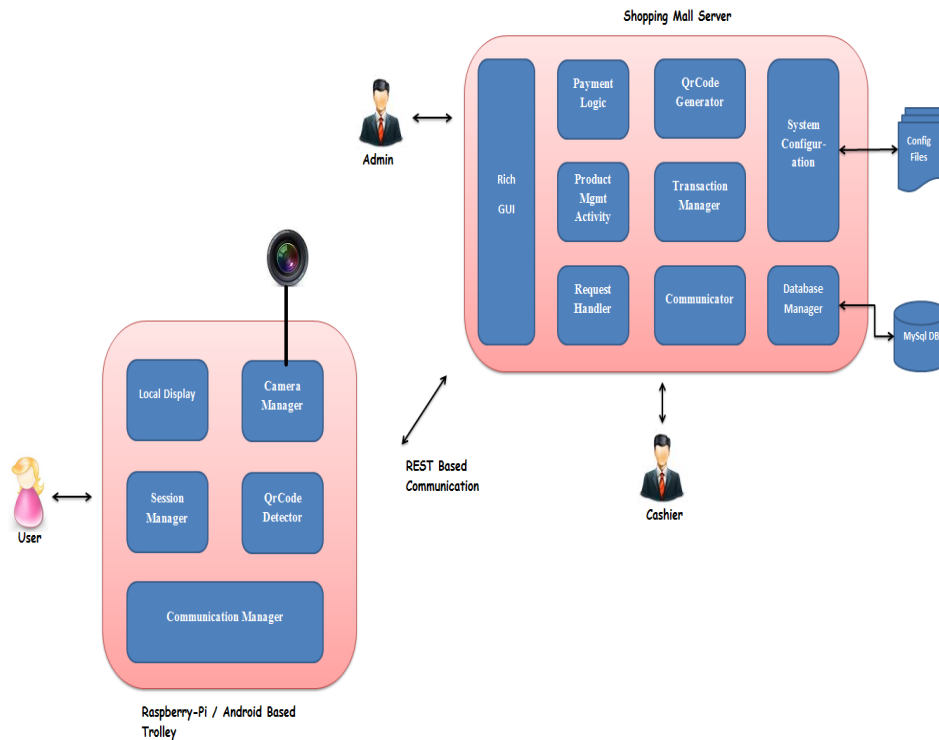 Shopping Mall Server
Admin
Rich
GUI
Payment
Logic
QrCode
Generator
System
Configur-
ation
Config
Files
Product
Mgmt
Activity
Transaction
Manager
Request
Handler
Communicator
Database
Manager
MySql DB
REST Based
Communication
Cashier
Local Display
Camera
Manager
Session
Manager
QrCode
Detector
Communication Manager
User
Raspberry-Pi / Android Based
Trolley